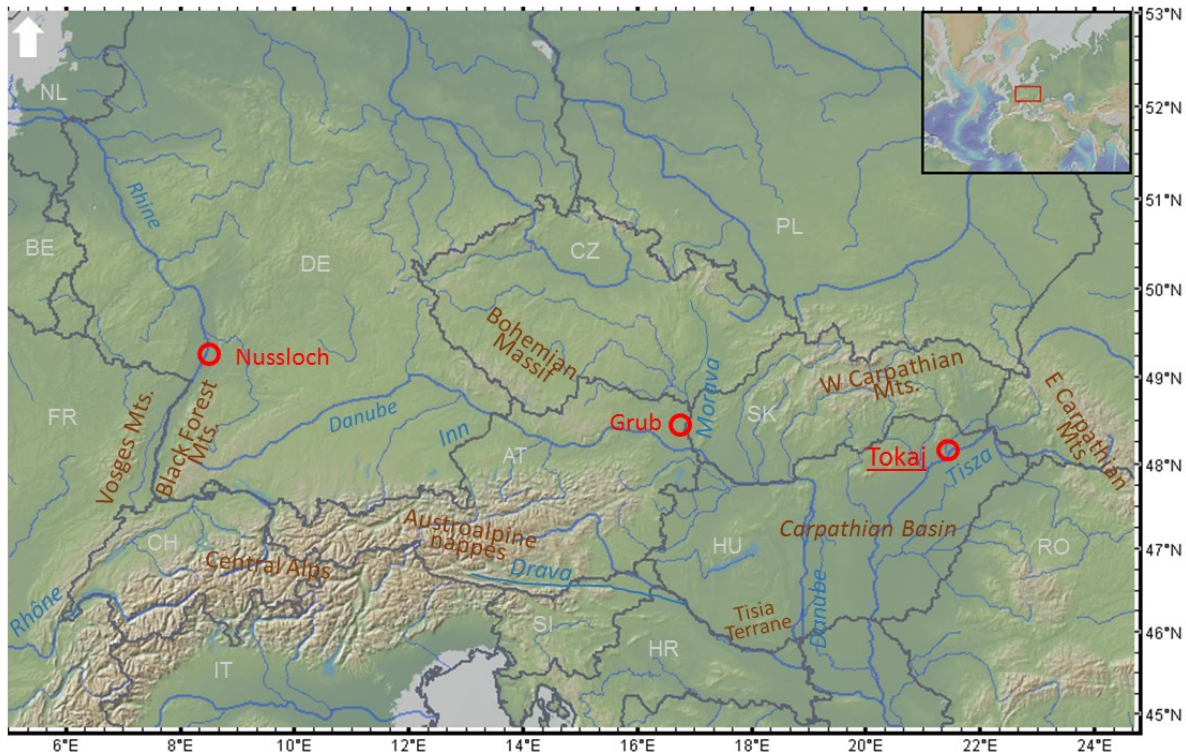 53°N
NL
52°N
Rhine
51°N
BE
DE
CZ
PL
50°N
Bohemian
Massif
Nussloch
W Carpathian
Mts.
E Carpathian
Mts
49°N
FR
Vosges Mts.
Black Forest
Mts.
Danube
Inn
Grub
Morava
SK
AT
Tokaj
Tisza
48°N
CH
Central Alps
Austroalpine
nappes
Drava
HU
Carpathian Basin
RO
47°N
Rhône
SI
Tisia
Terrane
Danube
HR
46°N
IT
45°N
6°E 8°E 10°E 12°E 14°E 16°E 18°E 20°E 22°E 24°E